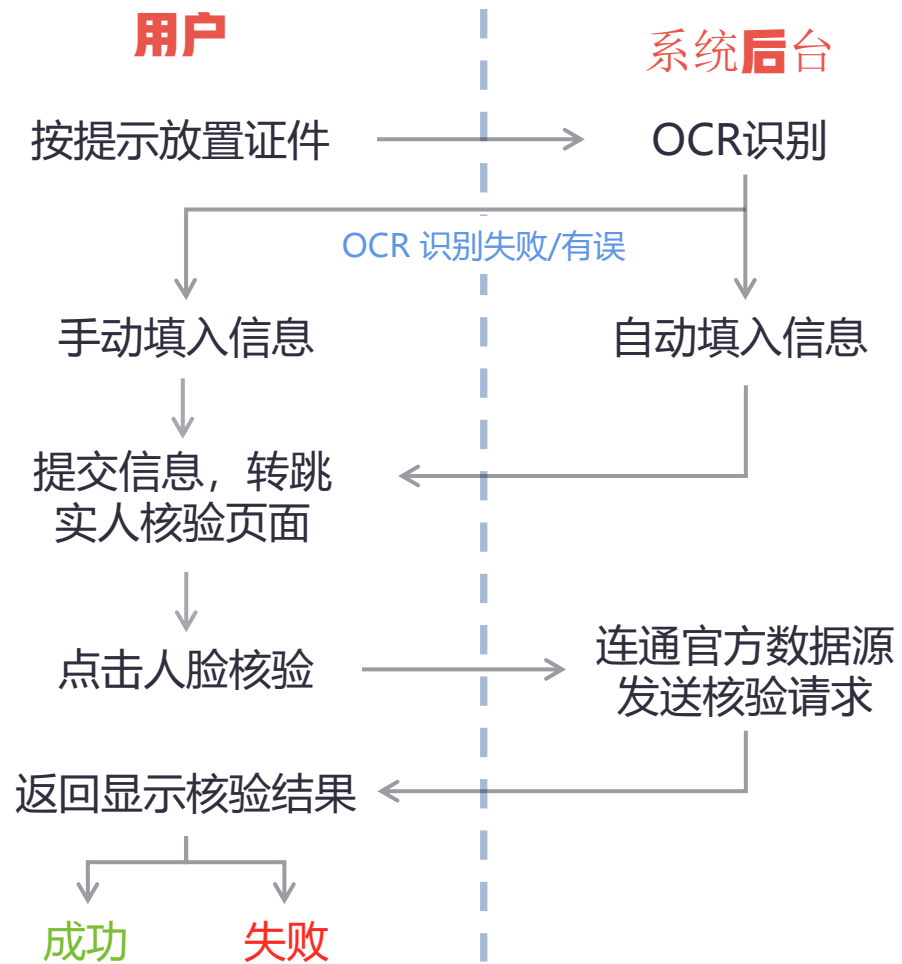 用户
系统后台
按提示放置证件
OCR识别
OCR 识别失败/有误
手动填入信息
自动填入信息
提交信息，转跳
实人核验页面
点击人脸核验
连通官方数据源
发送核验请求
返回显示核验结果
成功
失败